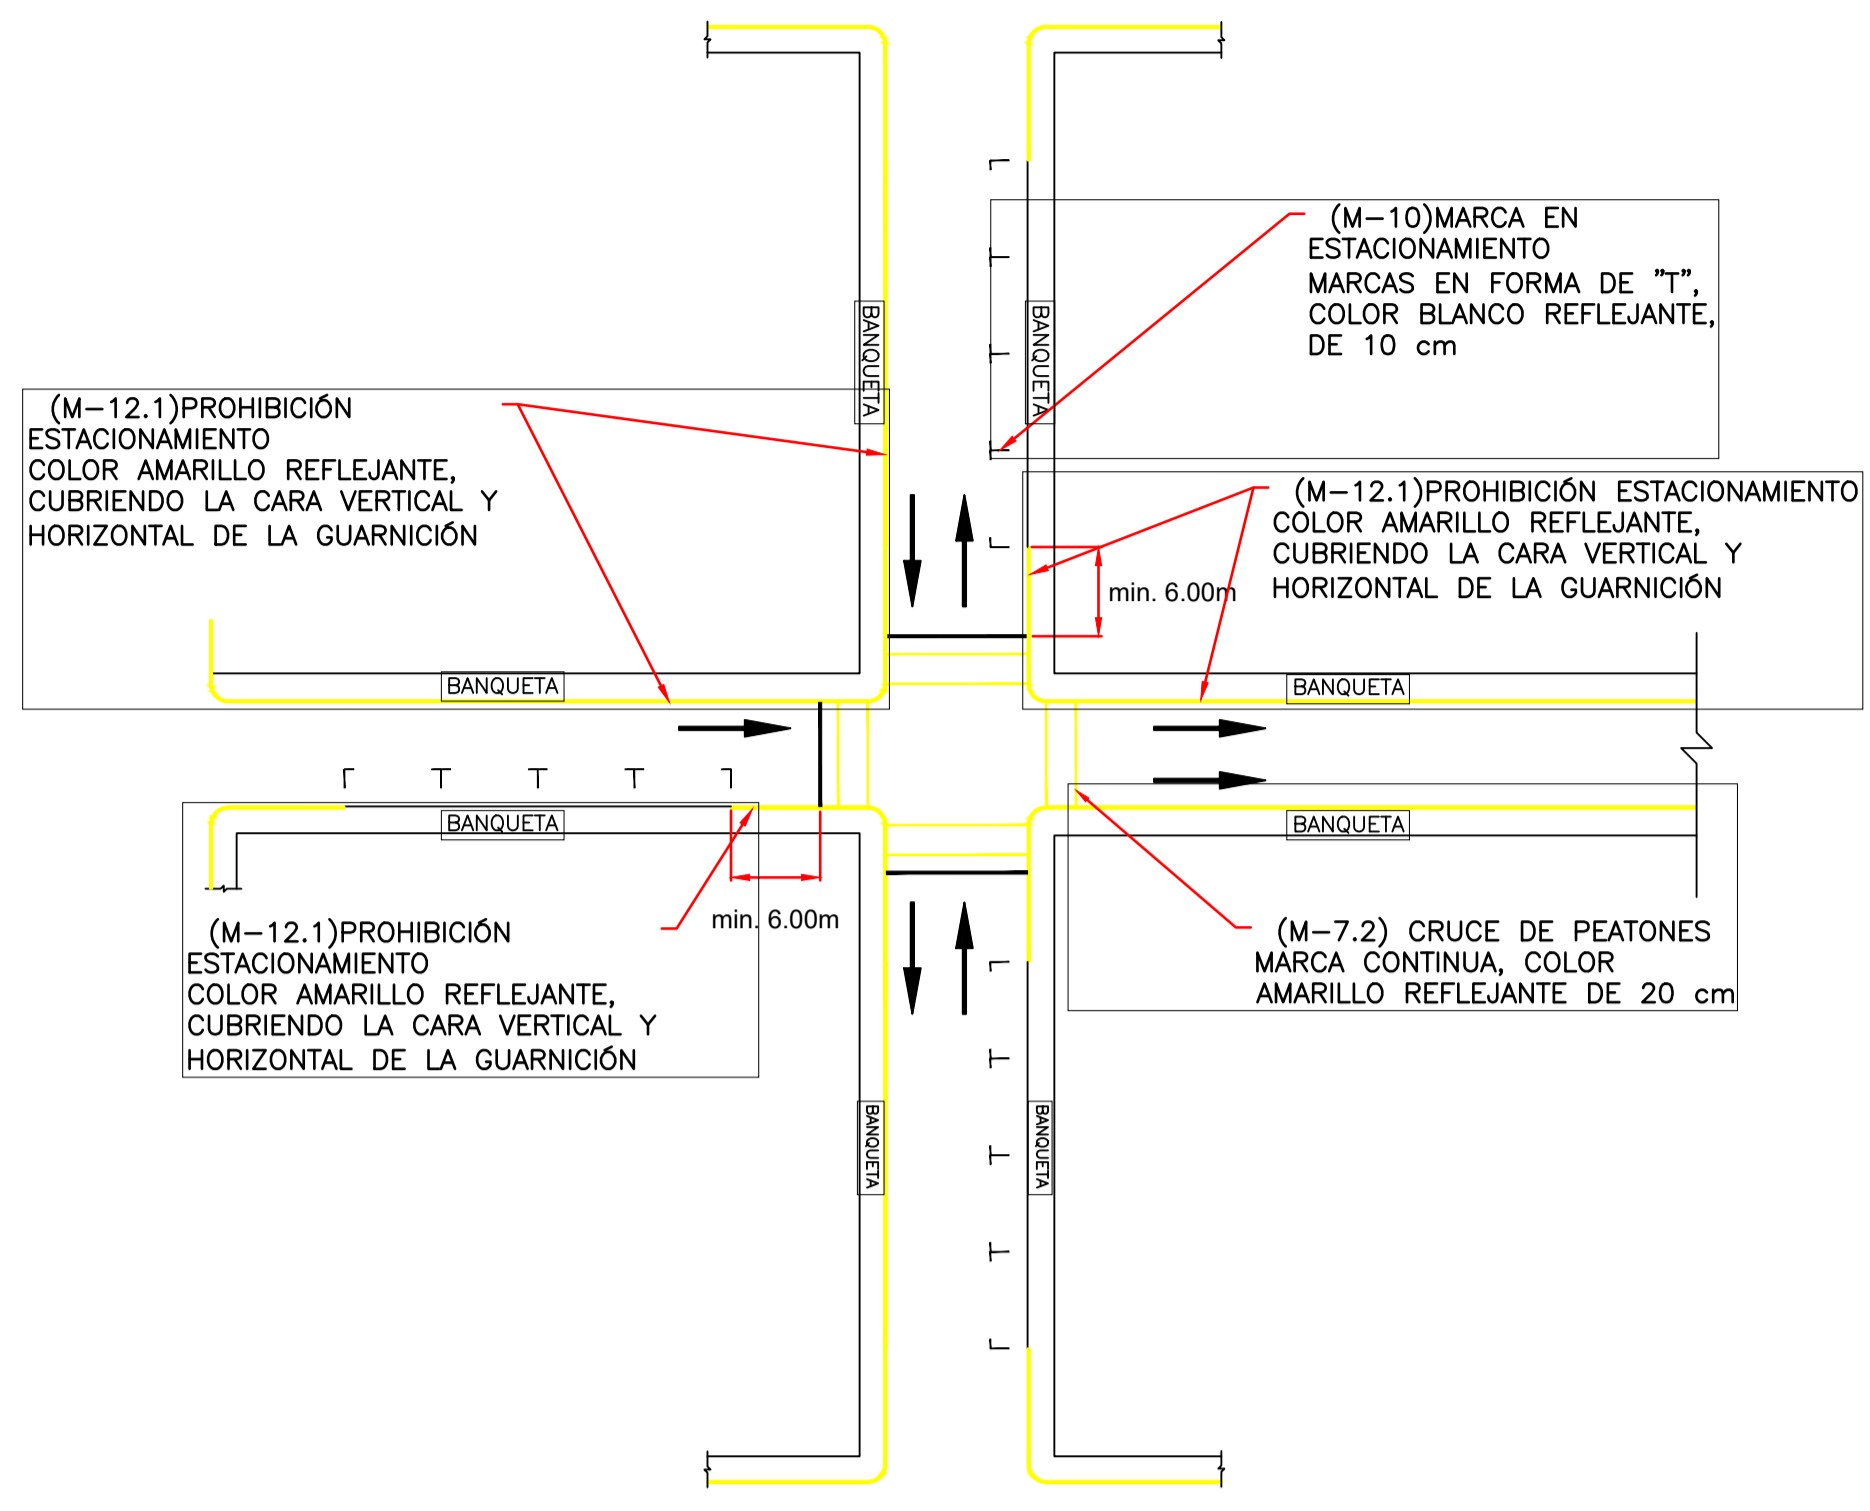 (M-10)MARCA EN
ESTACIONAMIENTO
MARCAS EN FORMA DE "T",
COLOR BLANCO REFLEJANTE,
DE 10 cm
BANQUETA
BANQUETA
(M-12.1)PROHIBICIÓN
ESTACIONAMIENTO
COLOR AMARILLO REFLEJANTE,
CUBRIENDO LA CARA VERTICAL Y
HORIZONTAL DE LA GUARNICIÓN
(M-12.1)PROHIBICIÓN ESTACIONAMIENTO
COLOR AMARILLO REFLEJANTE,
CUBRIENDO LA CARA VERTICAL Y
HORIZONTAL DE LA GUARNICIÓN
min. 6.00m
BANQUETA
BANQUETA
BANQUETA
BANQUETA
min. 6.00m
(M-12.1)PROHIBICIÓN
ESTACIONAMIENTO
COLOR AMARILLO REFLEJANTE,
CUBRIENDO LA CARA VERTICAL Y
HORIZONTAL DE LA GUARNICIÓN
(M-7.2) CRUCE DE PEATONES
MARCA CONTINUA, COLOR
AMARILLO REFLEJANTE DE 20 cm
BANQUETA
BANQUETA